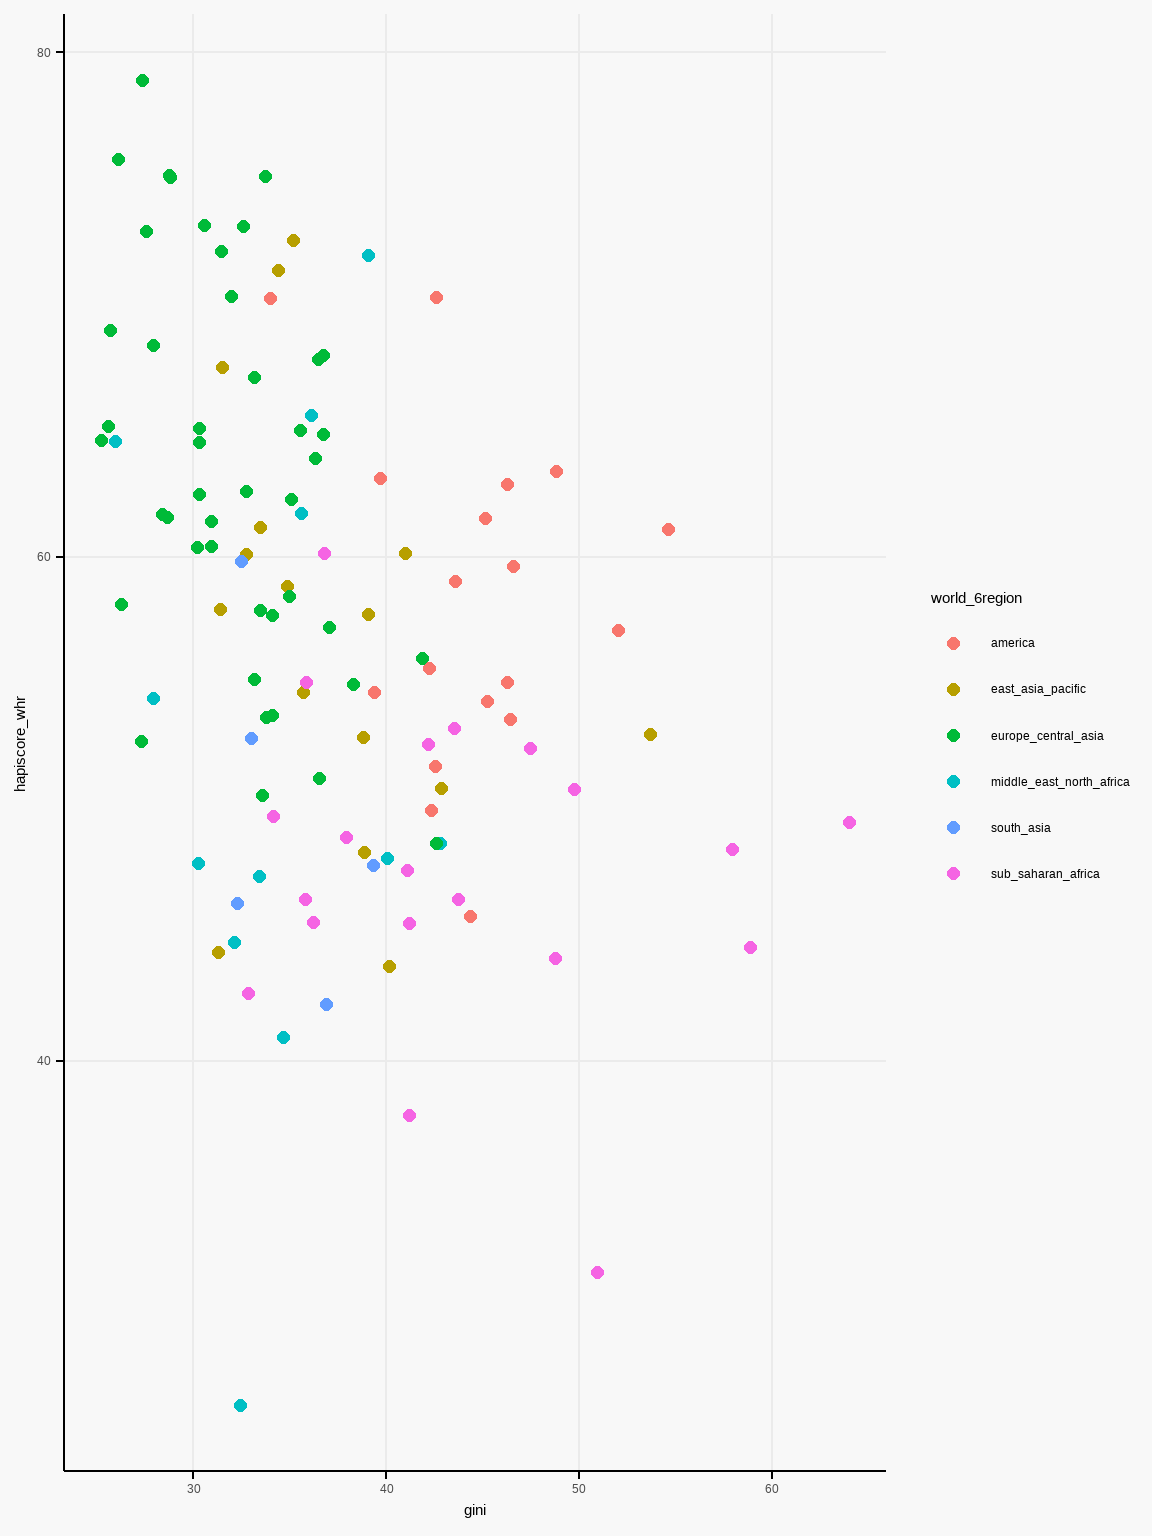 80
60
40
hapiscore_whr
30
40
50
60
gini
world_6region
america
east_asia_pacific
europe_central_asia
middle_east_north_africa
south_asia
sub_saharan_africa